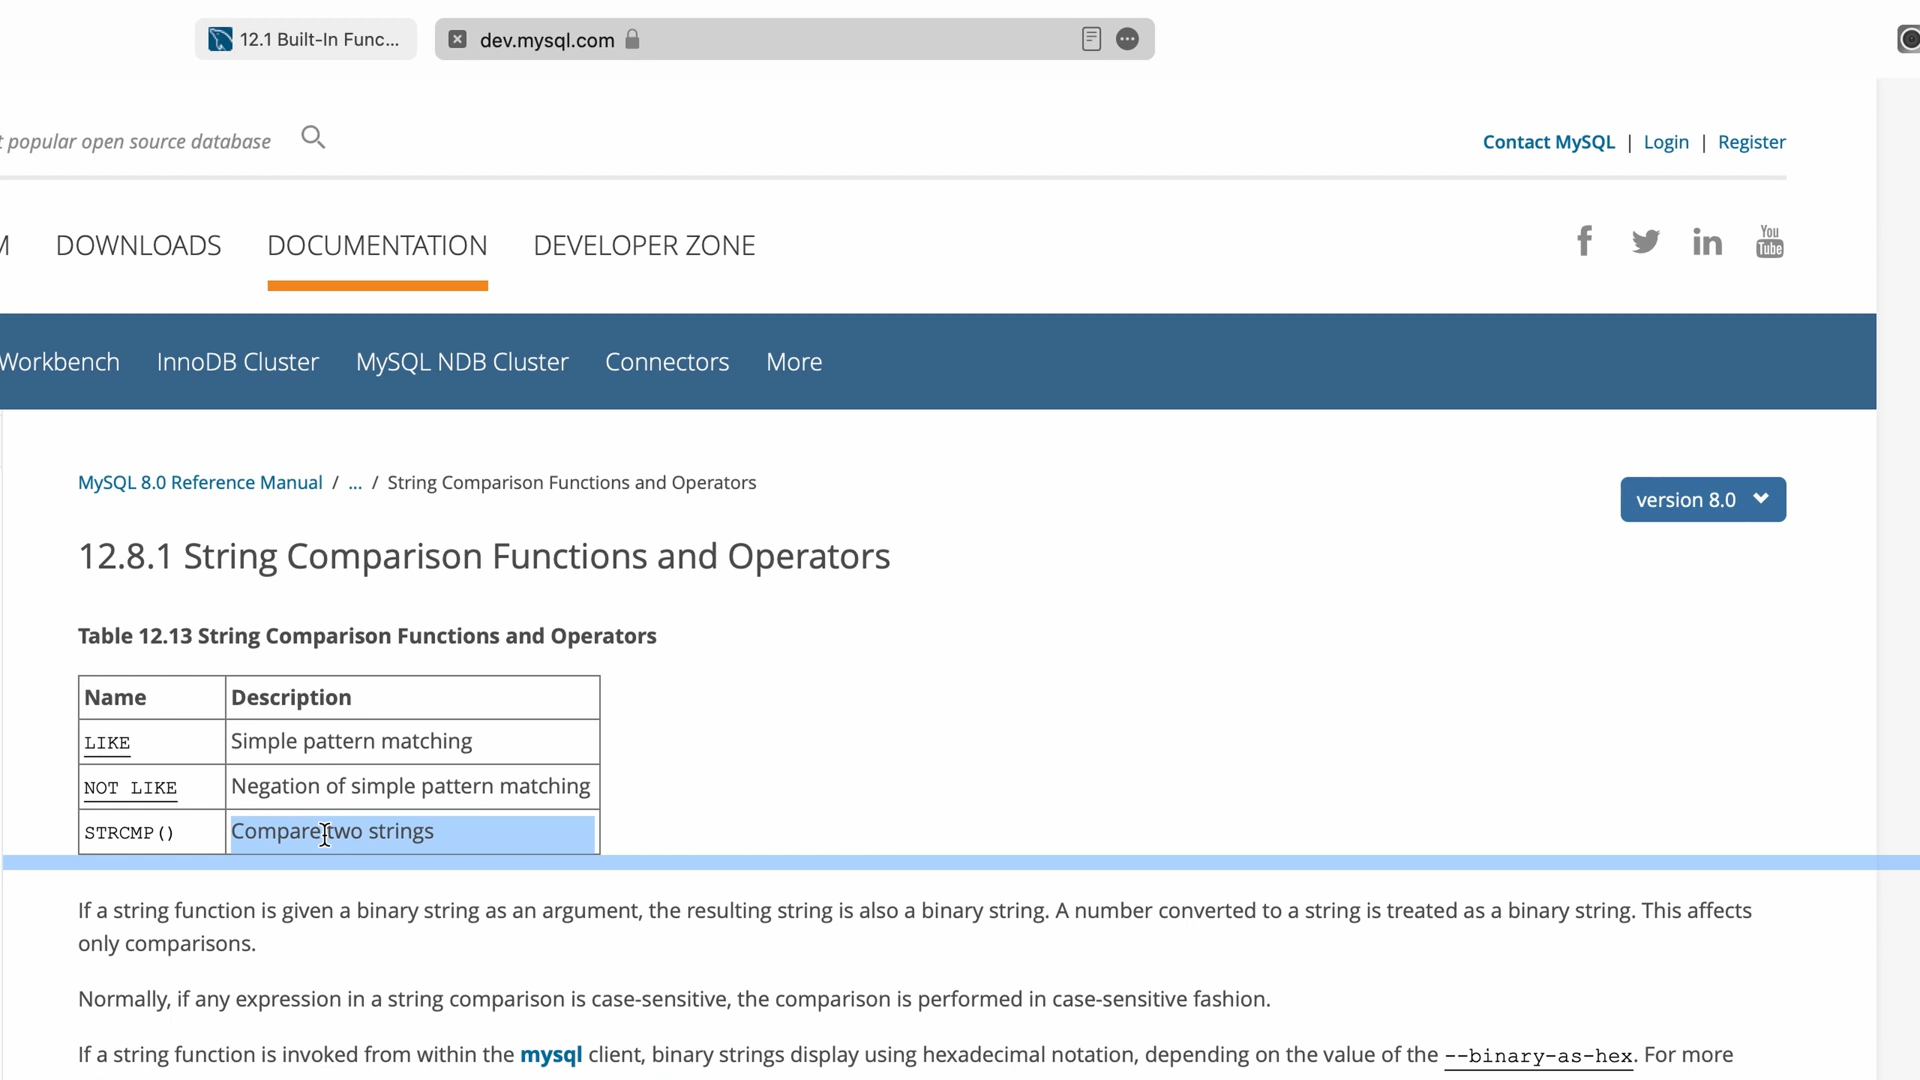 12.1 Built-In Func...
dev.mysql.com
t popular open source database
Contact MySQL | Login | Register
M DOWNLOADS DOCUMENTATION DEVELOPER ZONE
You
Tube
Workbench InnoDB Cluster MySQL NDB Cluster Connectors More
MySQL 8.0 Reference Manual / ... / String Comparison Functions and Operators
version 8.0
12.8.1 String Comparison Functions and Operators
Table 12.13 String Comparison Functions and Operators
Name Description
LIKE Simple pattern matching
NOT LIKE Negation of simple pattern matching
STRCMP() Compare two strings
If a string function is given a binary string as an argument, the resulting string is also a binary string. A number converted to a string is treated as a binary string. This affects
only comparisons.
Normally, if any expression in a string comparison is case-sensitive, the comparison is performed in case-sensitive fashion.
If a string function is invoked from within the mysql client, binary strings display using hexadecimal notation, depending on the value of the --binary-as-hex. For more